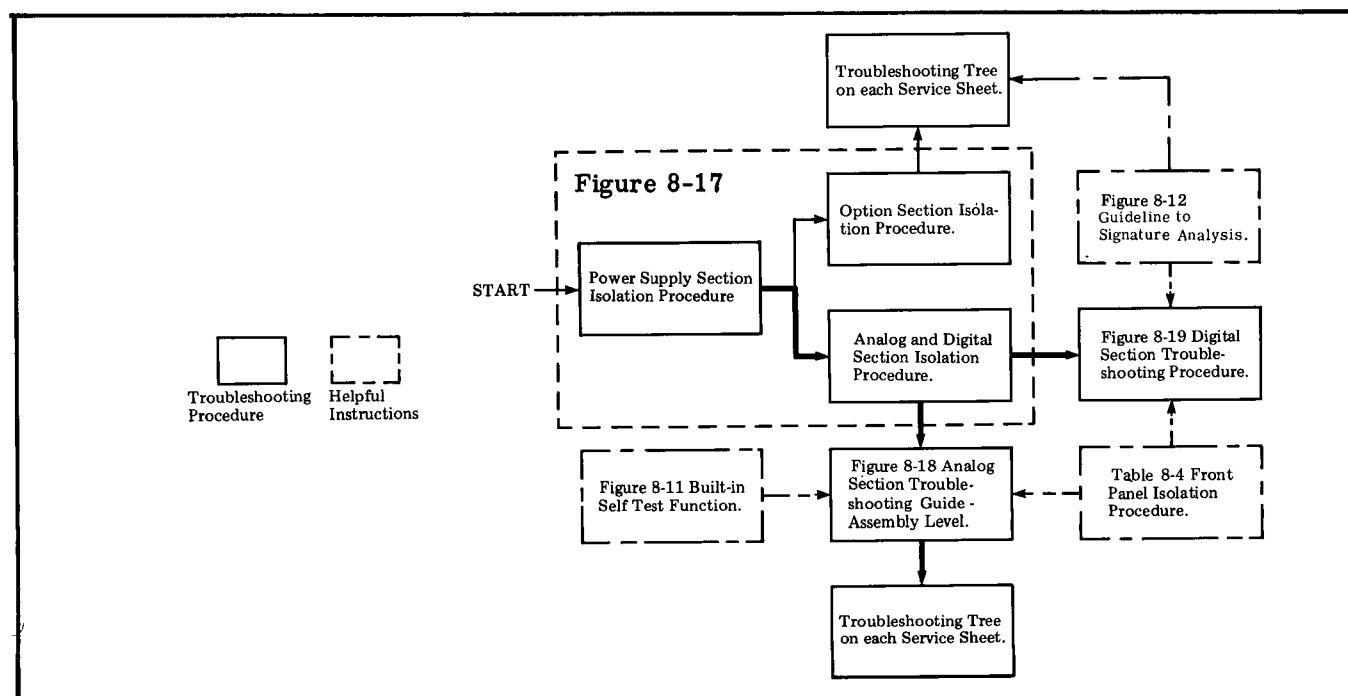 Troubleshooting Tree
on each Service Sheet.
Figure 8-17
Option Section Isola-
tion Procedure.
Figure 8-12
Guideline to
Signature Analysis.
START
Power Supply Section
Isolation Procedure
Analog and Digital
Section Isolation
Procedure.
Figure 8-19 Digital
Section Trouble-
shooting Procedure.
Troubleshooting
Procedure
Helpful
Instructions
Figure 8-11 Built-in
Self Test Function.
Figure 8-18 Analog
Section Trouble-
shooting Guide -
Assembly Level.
Table 8-4 Front
Panel Isolation
Procedure.
Troubleshooting Tree
on each Service Sheet.